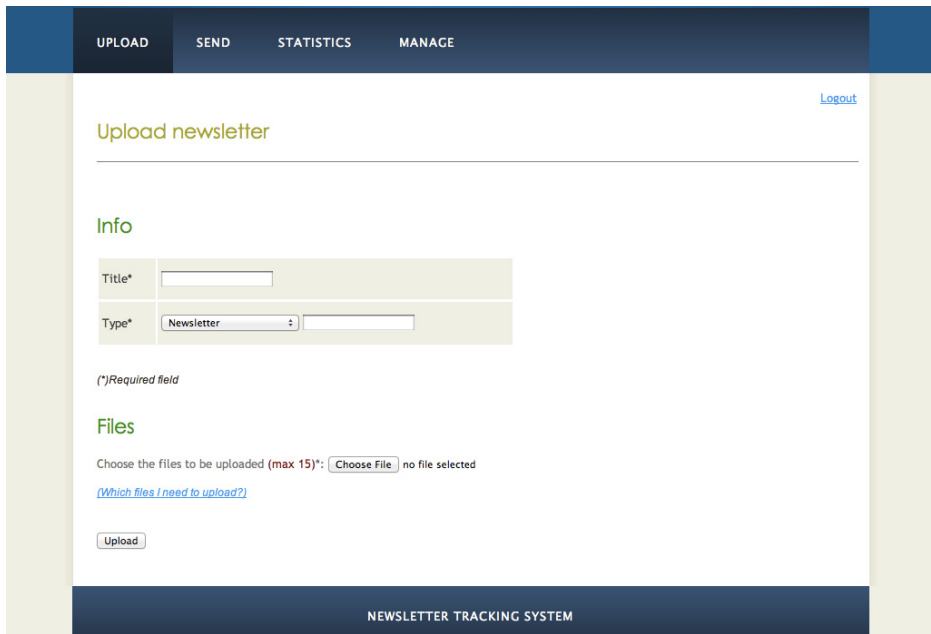 UPLOAD SEND STATISTICS MANAGE
Logout
Upload newsletter
Info
Title*
Type* Newsletter
(*)Required field
Files
Choose the files to be uploaded (max 15)*: Choose File no file selected
(Which files I need to upload?)
Upload
NEWSLETTER TRACKING SYSTEM